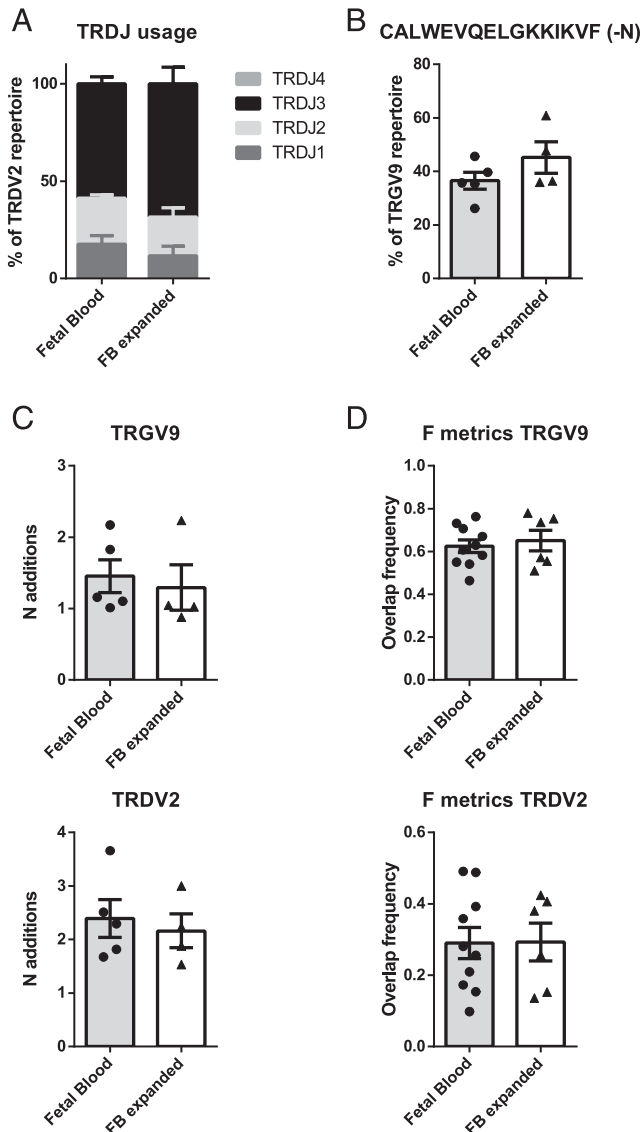 A
TRDJ usage
% of TRDV2 repertoire
100
50
0
Fetal Blood
FB expanded
TRDJ4
TRDJ3
TRDJ2
TRDJ1
B
CALWEVQELGKKIKVF (-N)
% of TRGV9 repertoire
80
60
40
20
0
Fetal Blood
FB expanded
C
TRGV9
N additions
3
2
1
0
Fetal Blood
FB expanded
D
F metrics TRGV9
Overlap frequency
1.0
0.8
0.6
0.4
0.2
0.0
Fetal Blood
FB expanded
TRDV2
N additions
4
3
2
1
0
Fetal Blood
FB expanded
F metrics TRDV2
Overlap frequency
0.6
0.4
0.2
0.0
Fetal Blood
FB expanded